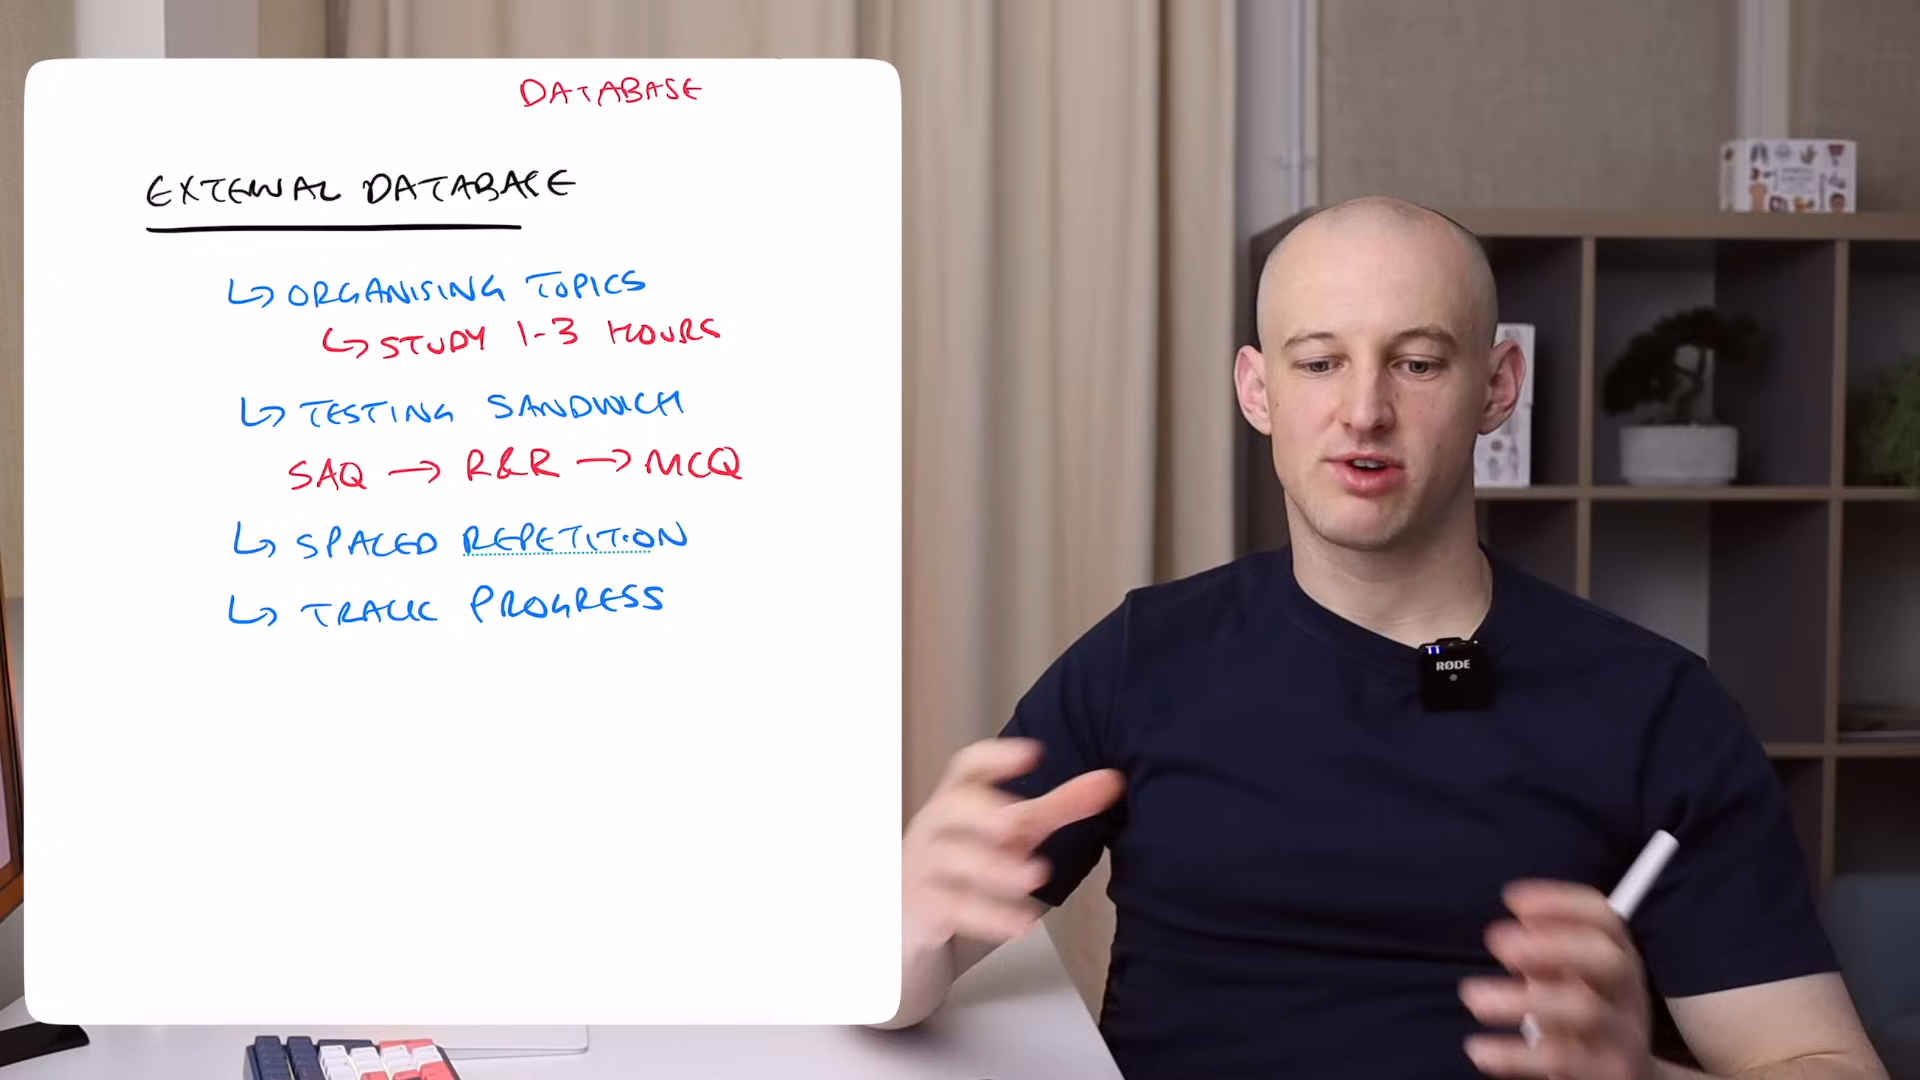 DATABASE
EXTERNAL DATABASE
↳ ORGANISING TOPICS
↳ STUDY 1-3 HOURS
↳ TESTING SANDWICH
SAQ → R&R → MCQ
↳ SPACED REPETITION
↳ TRACK PROGRESS
RØDE